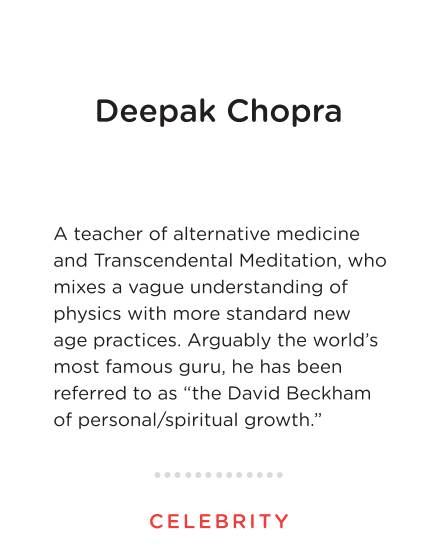 Deepak Chopra
A teacher of alternative medicine
and Transcendental Meditation, who
mixes a vague understanding of
physics with more standard new
age practices. Arguably the world’s
most famous guru, he has been
referred to as “the David Beckham
of personal/spiritual growth.”
CELEBRITY